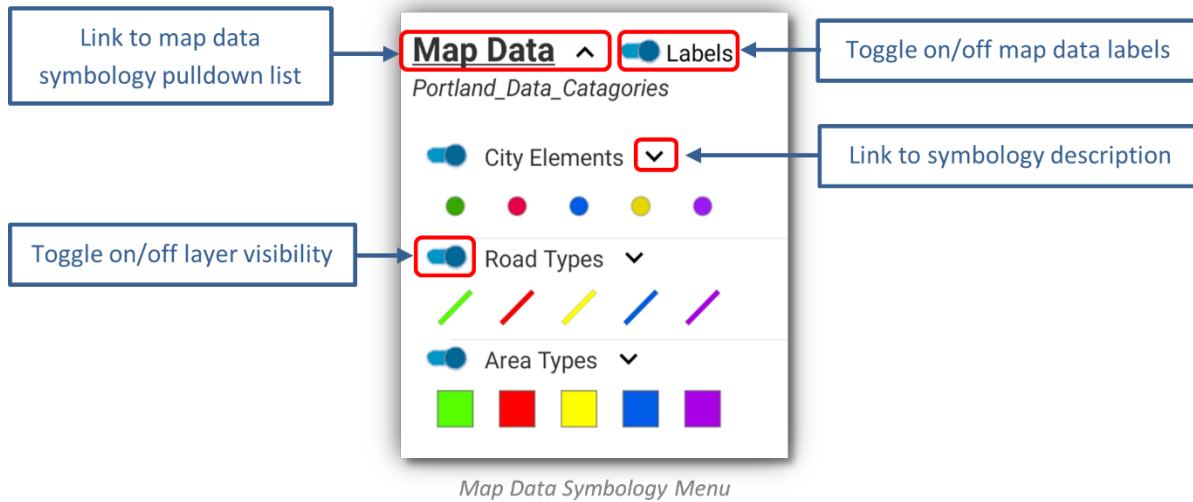 Link to map data
symbology pulldown list
Map Data
Labels
Toggle on/off map data labels
Portland_Data_Catagories
City Elements
Link to symbology description
Toggle on/off layer visibility
Road Types
Area Types
Map Data Symbology Menu